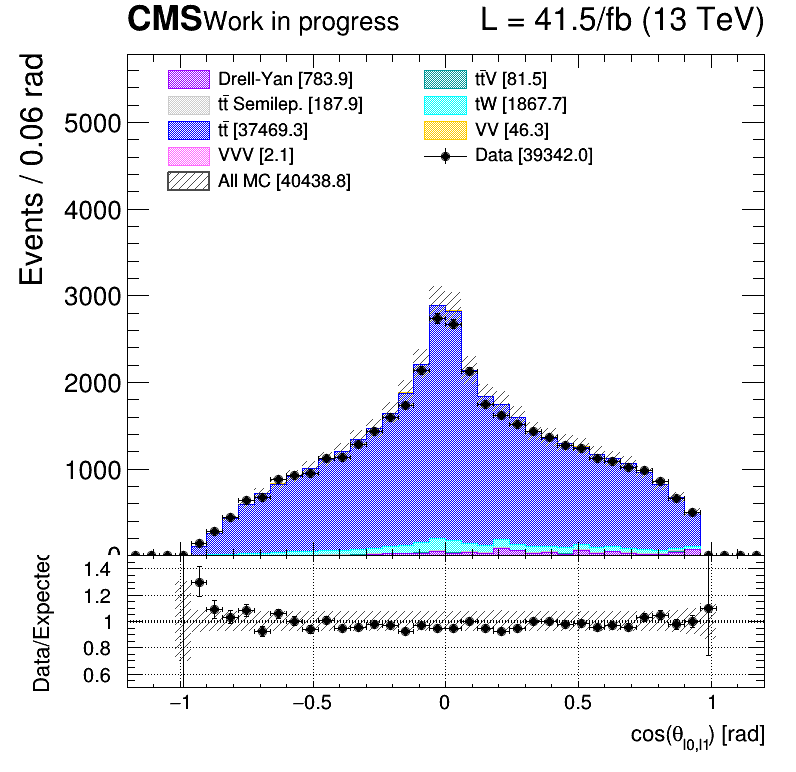 CMS Work in progress L = 41.5/fb (13 TeV)
Drell-Yan [783.9]
tt̄ Semilep. [187.9]
tt̄ [37469.3]
VVV [2.1]
All MC [40438.8]
tt̄V [81.5]
tW [1867.7]
VV [46.3]
Data [39342.0]
Events / 0.06 rad
5000
4000
3000
2000
1000
0
Data/Expected
1.4
1.2
1
0.8
0.6
−1 −0.5 0 0.5 1
cos(θ_{l0,l1}) [rad]